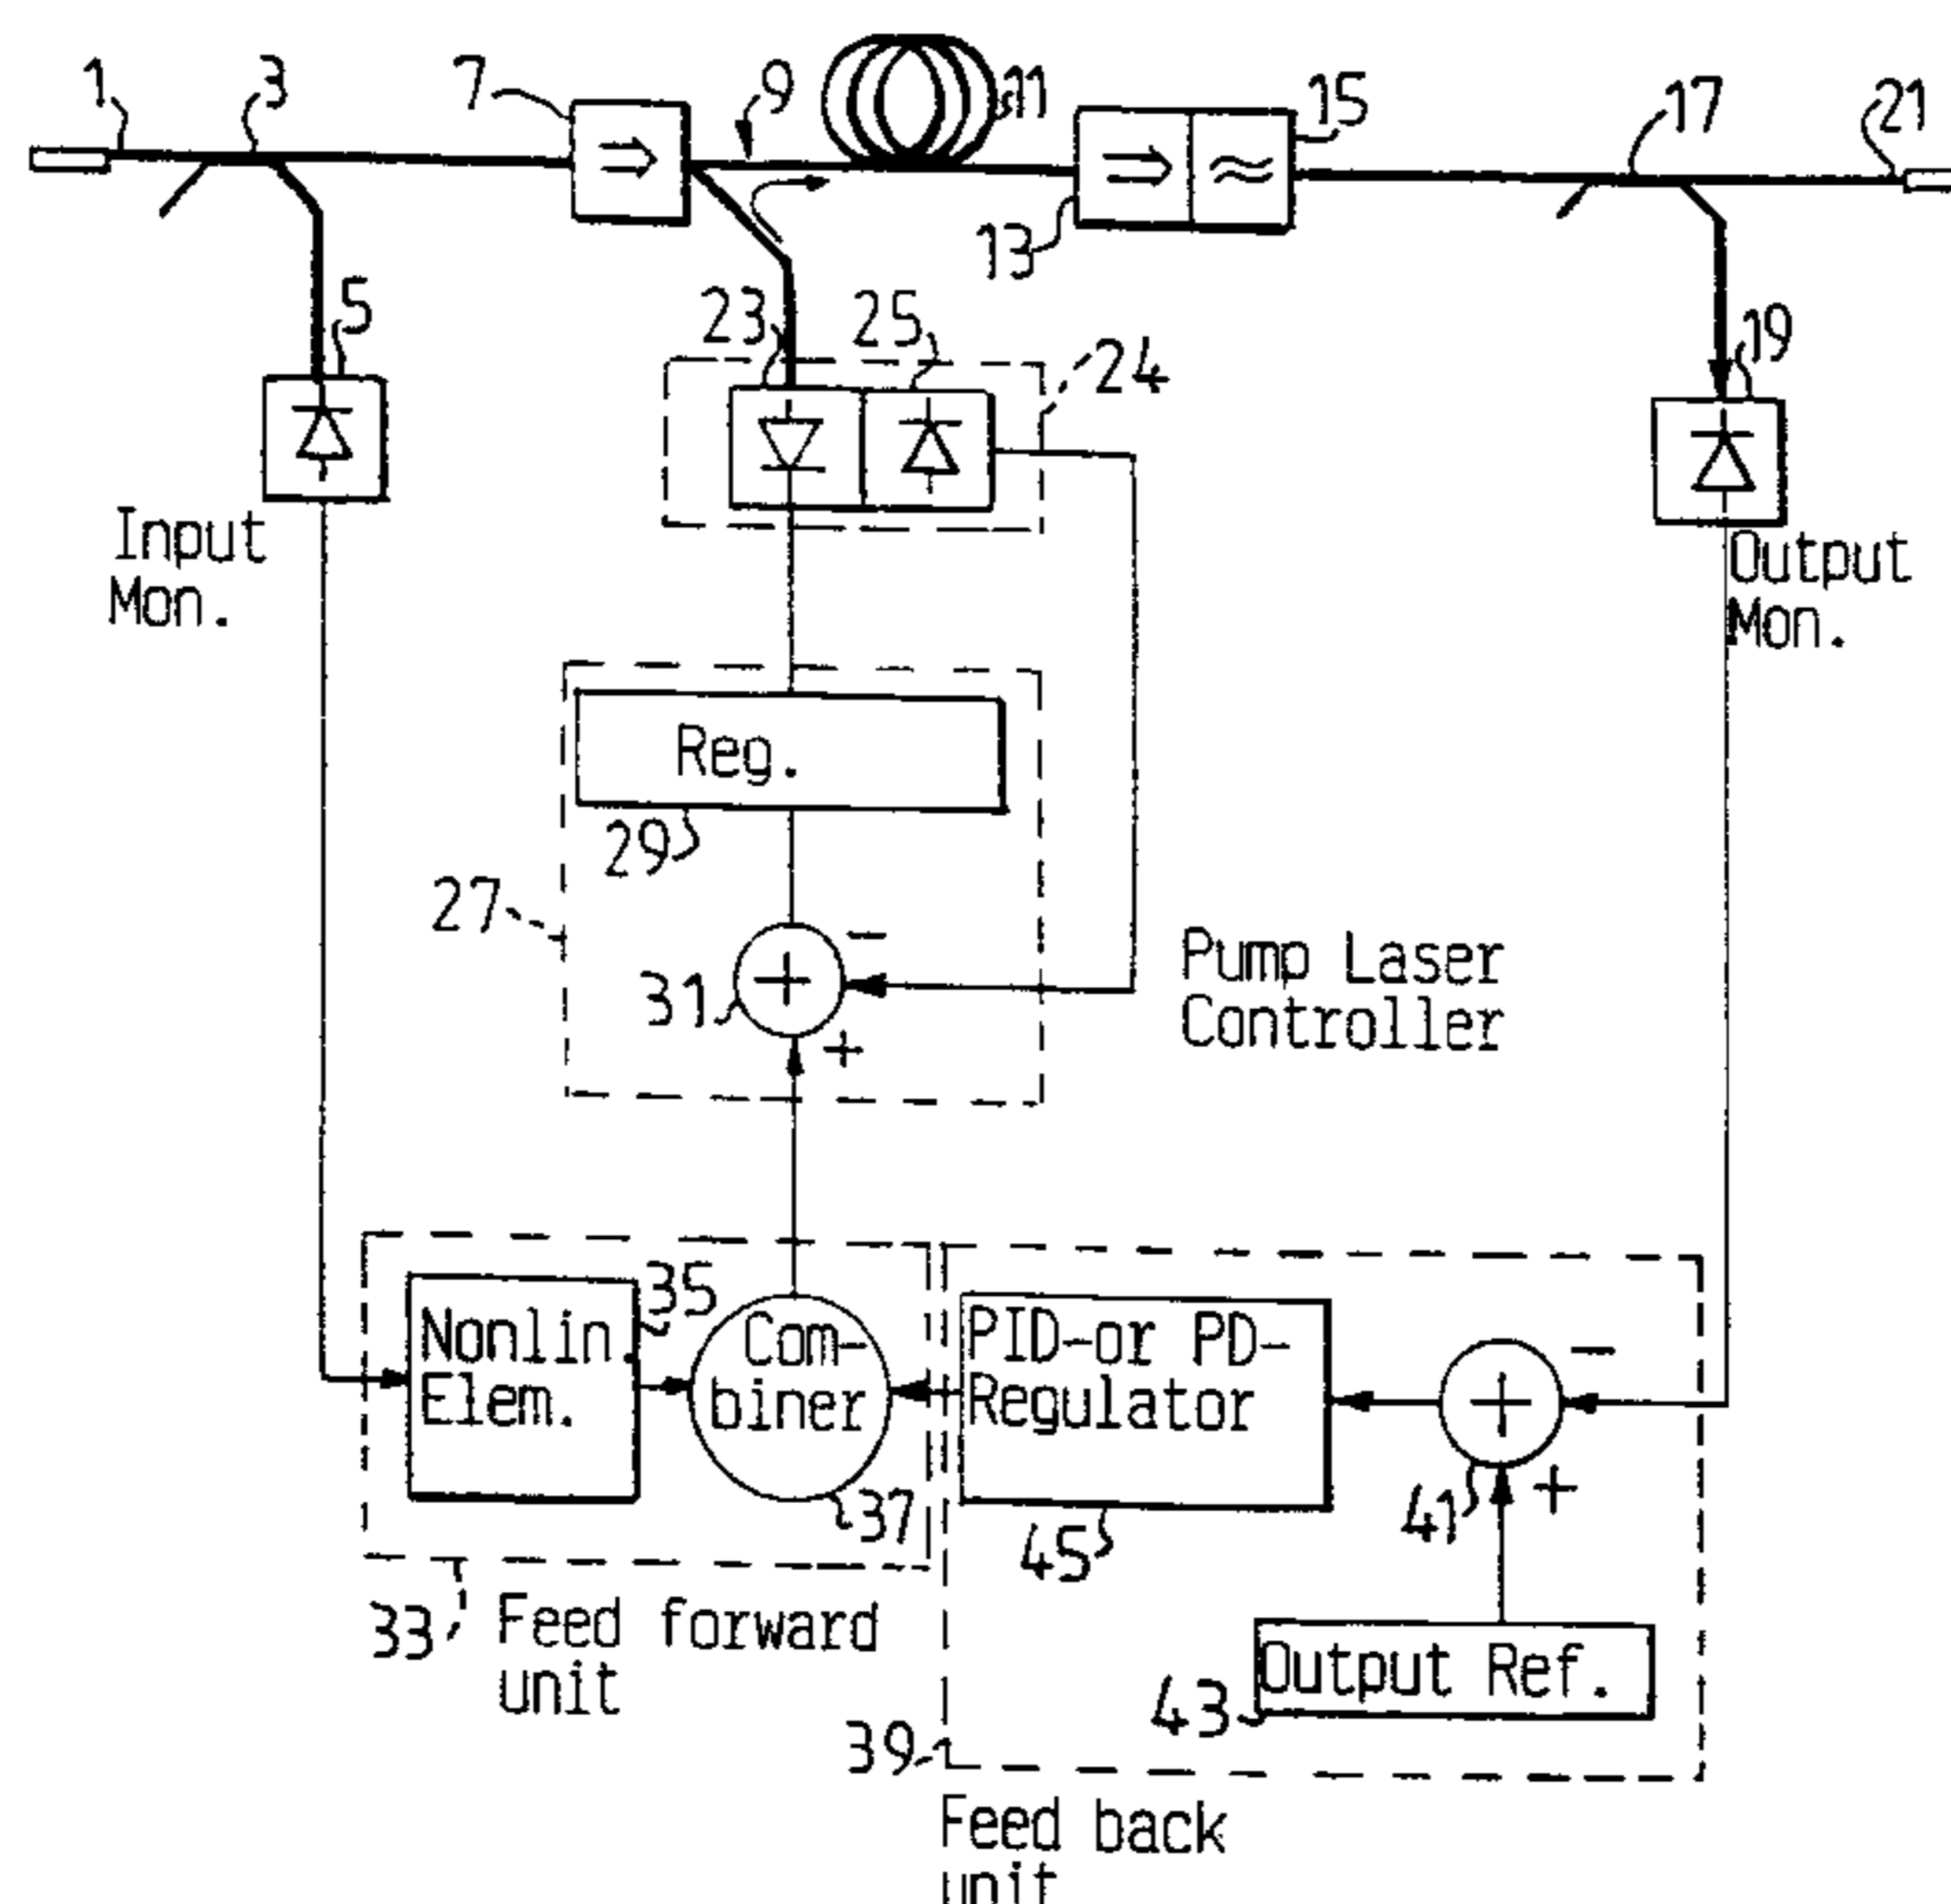 1
3
7
9
11
15
17
21
13
5
23
25
24
19
Input
Mon.
Output
Mon.
Reg.
29
27
31
−
+
+
Pump Laser
Controller
35
Nonlin.
Elem.
Com-
biner
37
PID-or PD-
Regulator
45
−
+
+
41
33
Feed forward
unit
Output Ref.
43
39
Feed back
unit